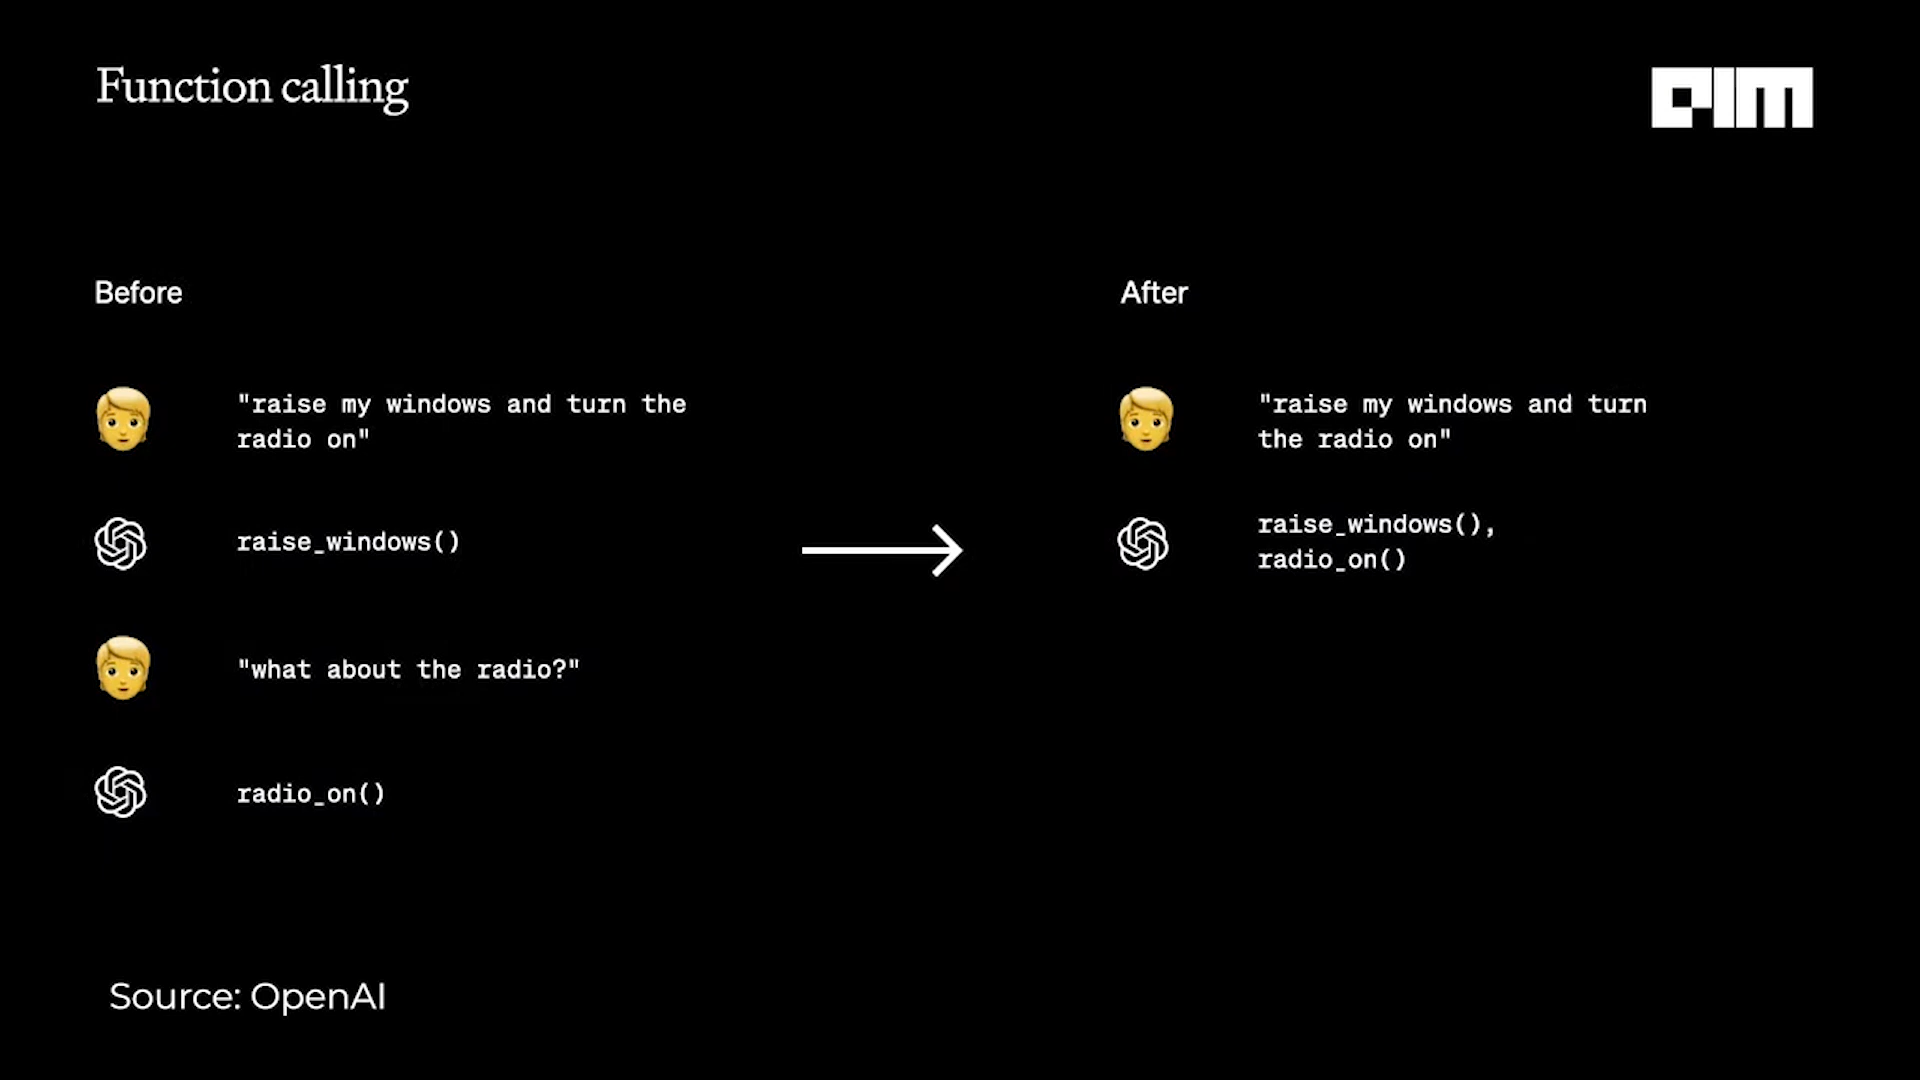 Function calling
AIM
Before
After
"raise my windows and turn the
radio on"
raise_windows()
"what about the radio?"
radio_on()
"raise my windows and turn
the radio on"
raise_windows(),
radio_on()
Source: OpenAI